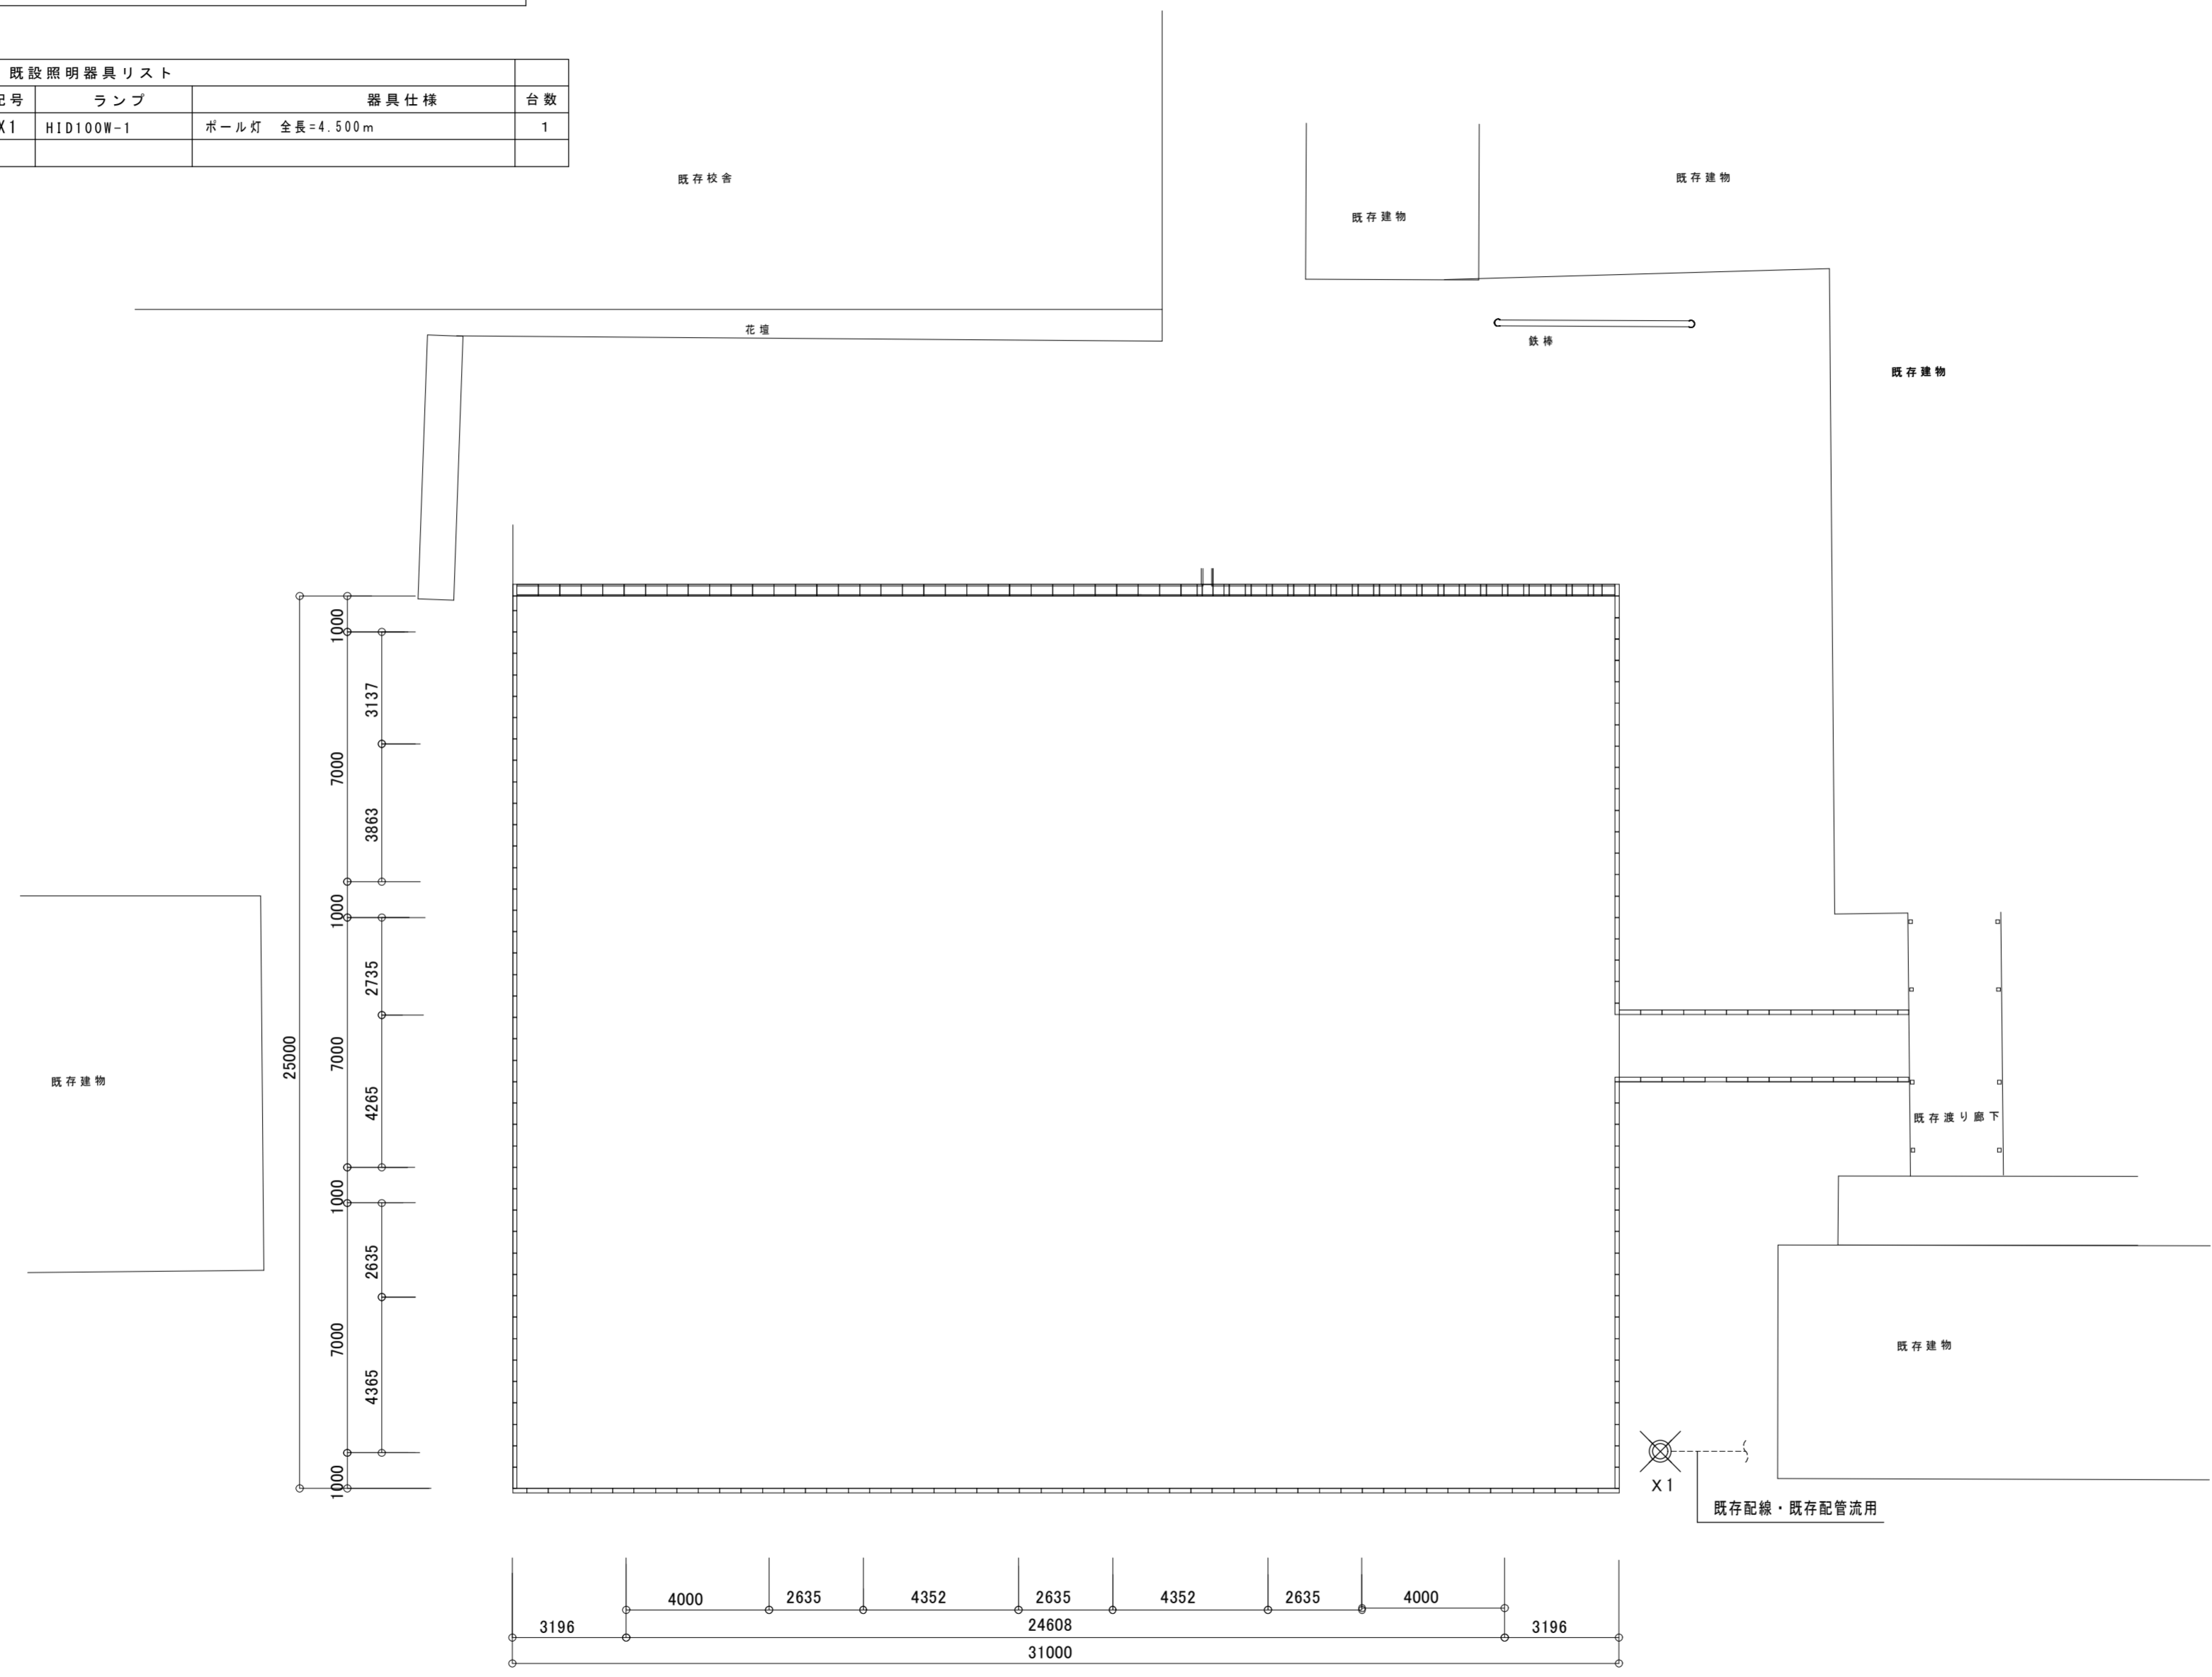 既設照明器具リスト
記号 ランプ 器具仕様 台数
X1 HID100W-1 ポール灯 全長=4.500m 1
既存校舎
既存建物
既存建物
花壇
鉄棒
既存建物
1000
3137
7000
3863
1000
2735
25000
7000
4265
既存建物
既存渡り廊下
1000
2635
7000
4365
1000
既存建物
X1
既存配線・既存配管流用
4000 2635 4352 2635 4352 2635 4000
3196 24608 3196
31000